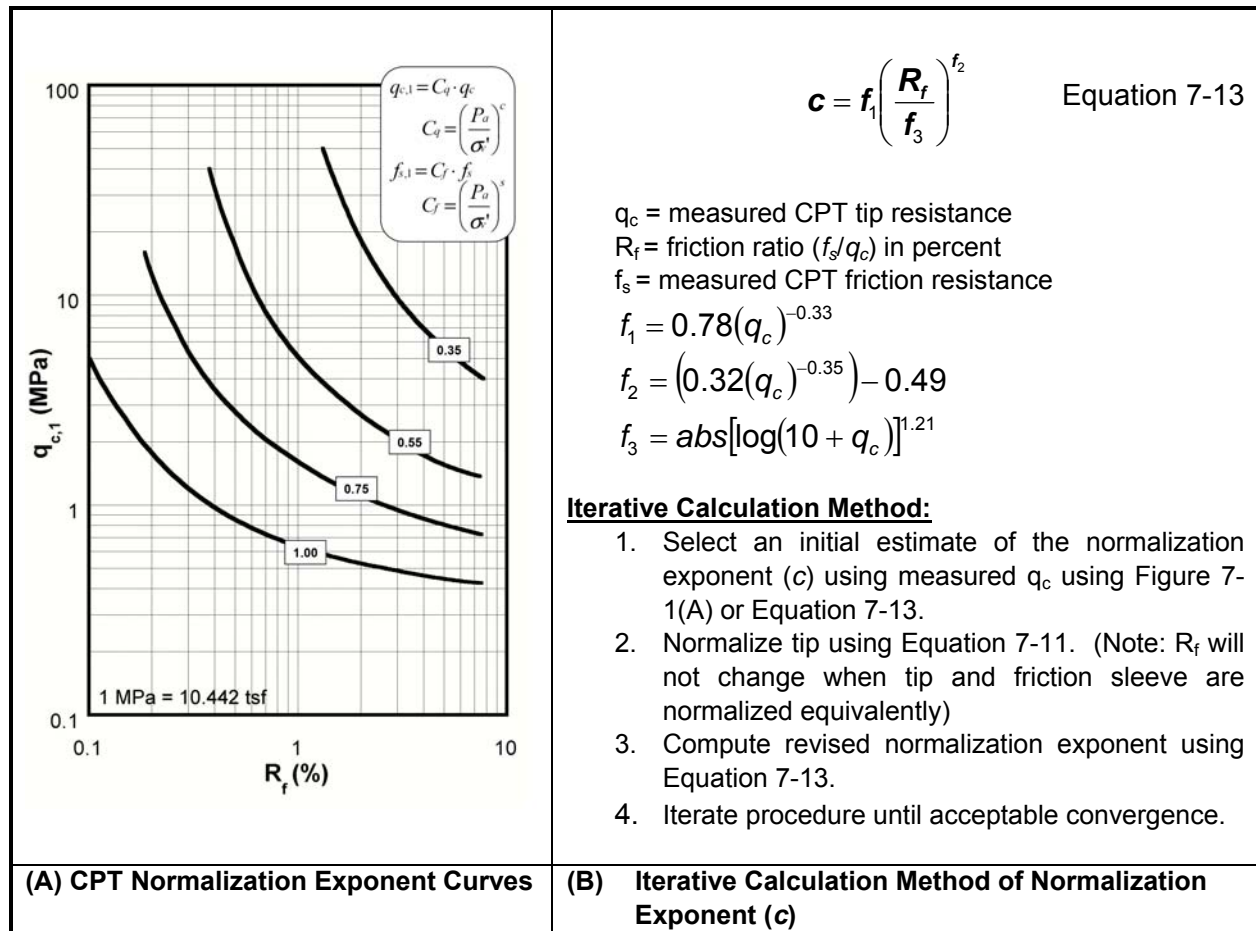 q_{c,1} = C_q · q_c
C_q = (P_a / σ_v')^c
f_{s,1} = C_f · f_s
C_f = (P_a / σ_v')^s
100
10
1
0.1
q_{c,1} (MPa)
0.35
0.55
0.75
1.00
1 MPa = 10.442 tsf
0.1
1
10
R_f (%)
(A) CPT Normalization Exponent Curves
c = f_1 (R_f / f_3)^{f_2} Equation 7-13
q_c = measured CPT tip resistance
R_f = friction ratio (f_s/q_c) in percent
f_s = measured CPT friction resistance
f_1 = 0.78(q_c)^{-0.33}
f_2 = (0.32(q_c)^{-0.35}) - 0.49
f_3 = abs[log(10 + q_c)]^{1.21}
Iterative Calculation Method:
1. Select an initial estimate of the normalization
exponent (c) using measured q_c using Figure 7-
1(A) or Equation 7-13.
2. Normalize tip using Equation 7-11. (Note: R_f will
not change when tip and friction sleeve are
normalized equivalently)
3. Compute revised normalization exponent using
Equation 7-13.
4. Iterate procedure until acceptable convergence.
(B) Iterative Calculation Method of Normalization
Exponent (c)